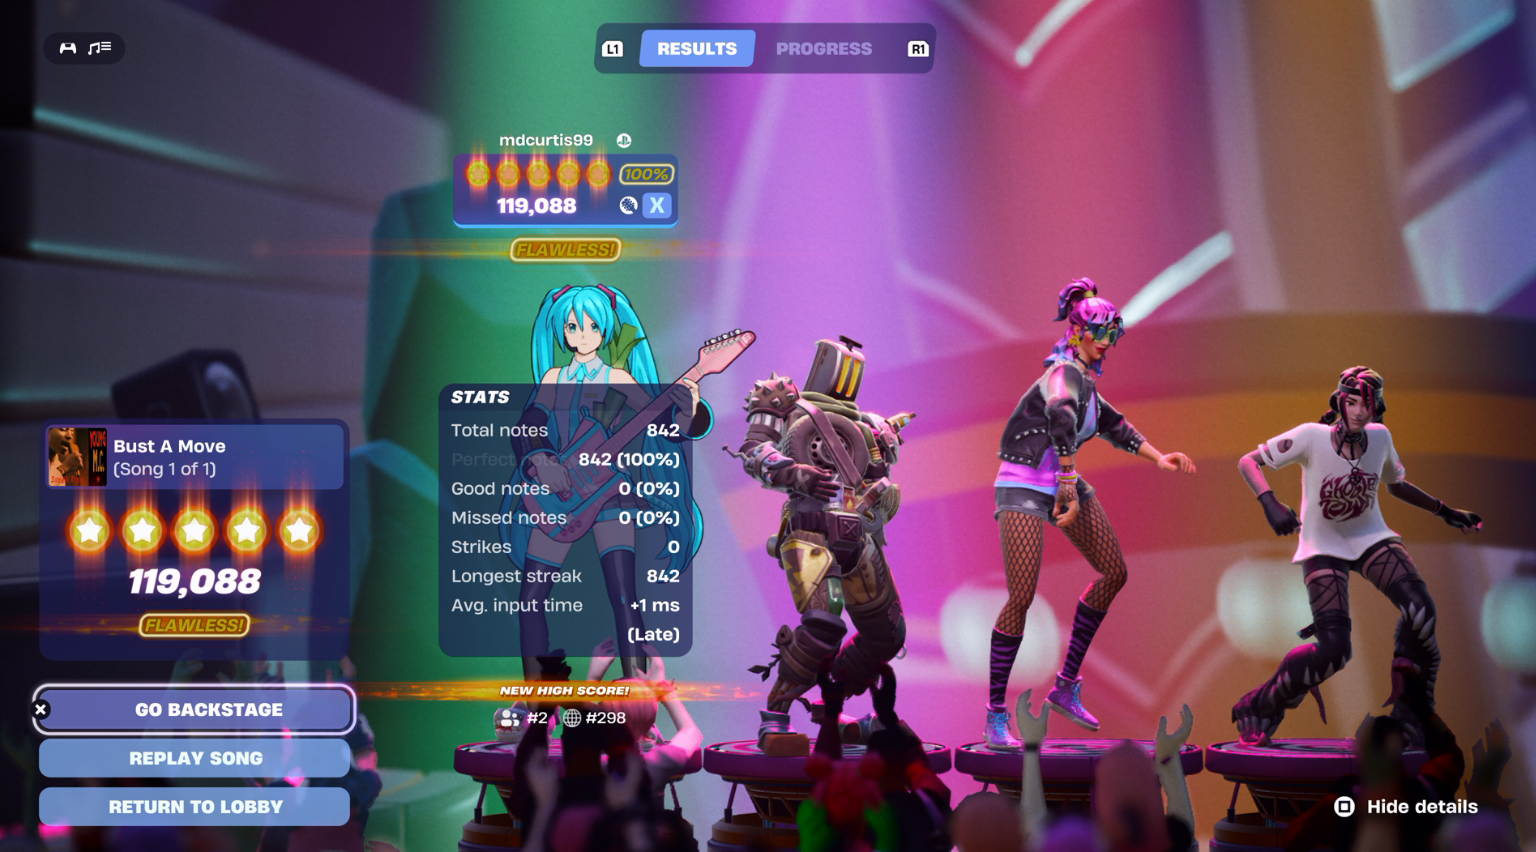 L1 RESULTS PROGRESS R1
mdcurtis99
100%
119,088 X
FLAWLESS!
STATS
Total notes 842
Perfect notes 842 (100%)
Good notes 0 (0%)
Missed notes 0 (0%)
Strikes 0
Longest streak 842
Avg. input time +1 ms
(Late)
NEW HIGH SCORE!
#2 #298
YOUNG
M.C.
Bust A Move
(Song 1 of 1)
119,088
FLAWLESS!
GO BACKSTAGE
REPLAY SONG
RETURN TO LOBBY
Hide details